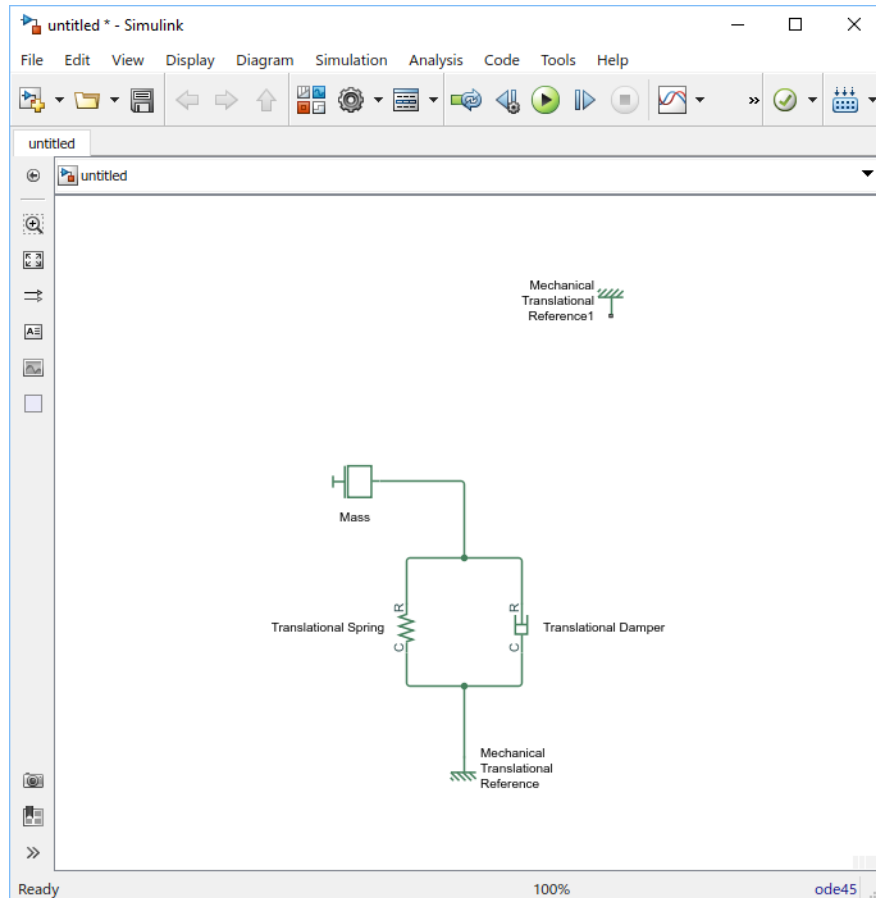 untitled * - Simulink
File Edit View Display Diagram Simulation Analysis Code Tools Help
»
untitled
untitled
Mechanical
Translational
Reference1
Mass
R
R
Translational Spring
Translational Damper
C
C
Mechanical
Translational
Reference
»
Ready 100% ode45